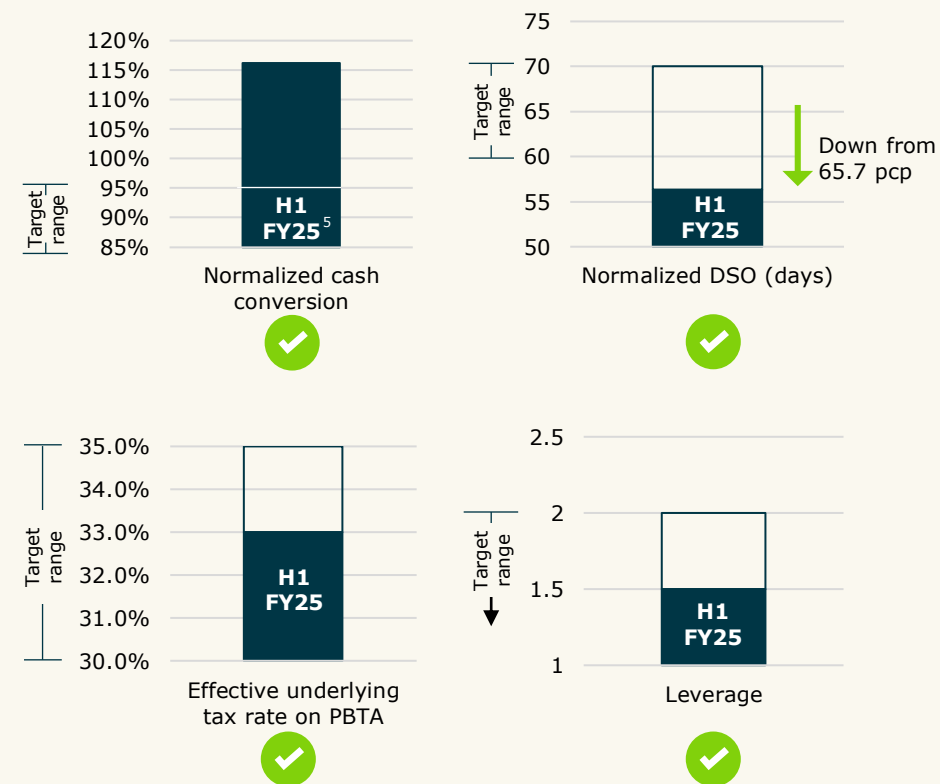 120%
115%
110%
105%
100%
95%
90%
85%
Target
range
H1
FY25⁵
Normalized cash
conversion
75
70
65
60
55
50
Target
range
H1
FY25
Down from
65.7 pcp
Normalized DSO (days)
35.0%
34.0%
33.0%
32.0%
31.0%
30.0%
Target
range
H1
FY25
Effective underlying
tax rate on PBTA
2.5
2
1.5
1
Target
range
H1
FY25
Leverage